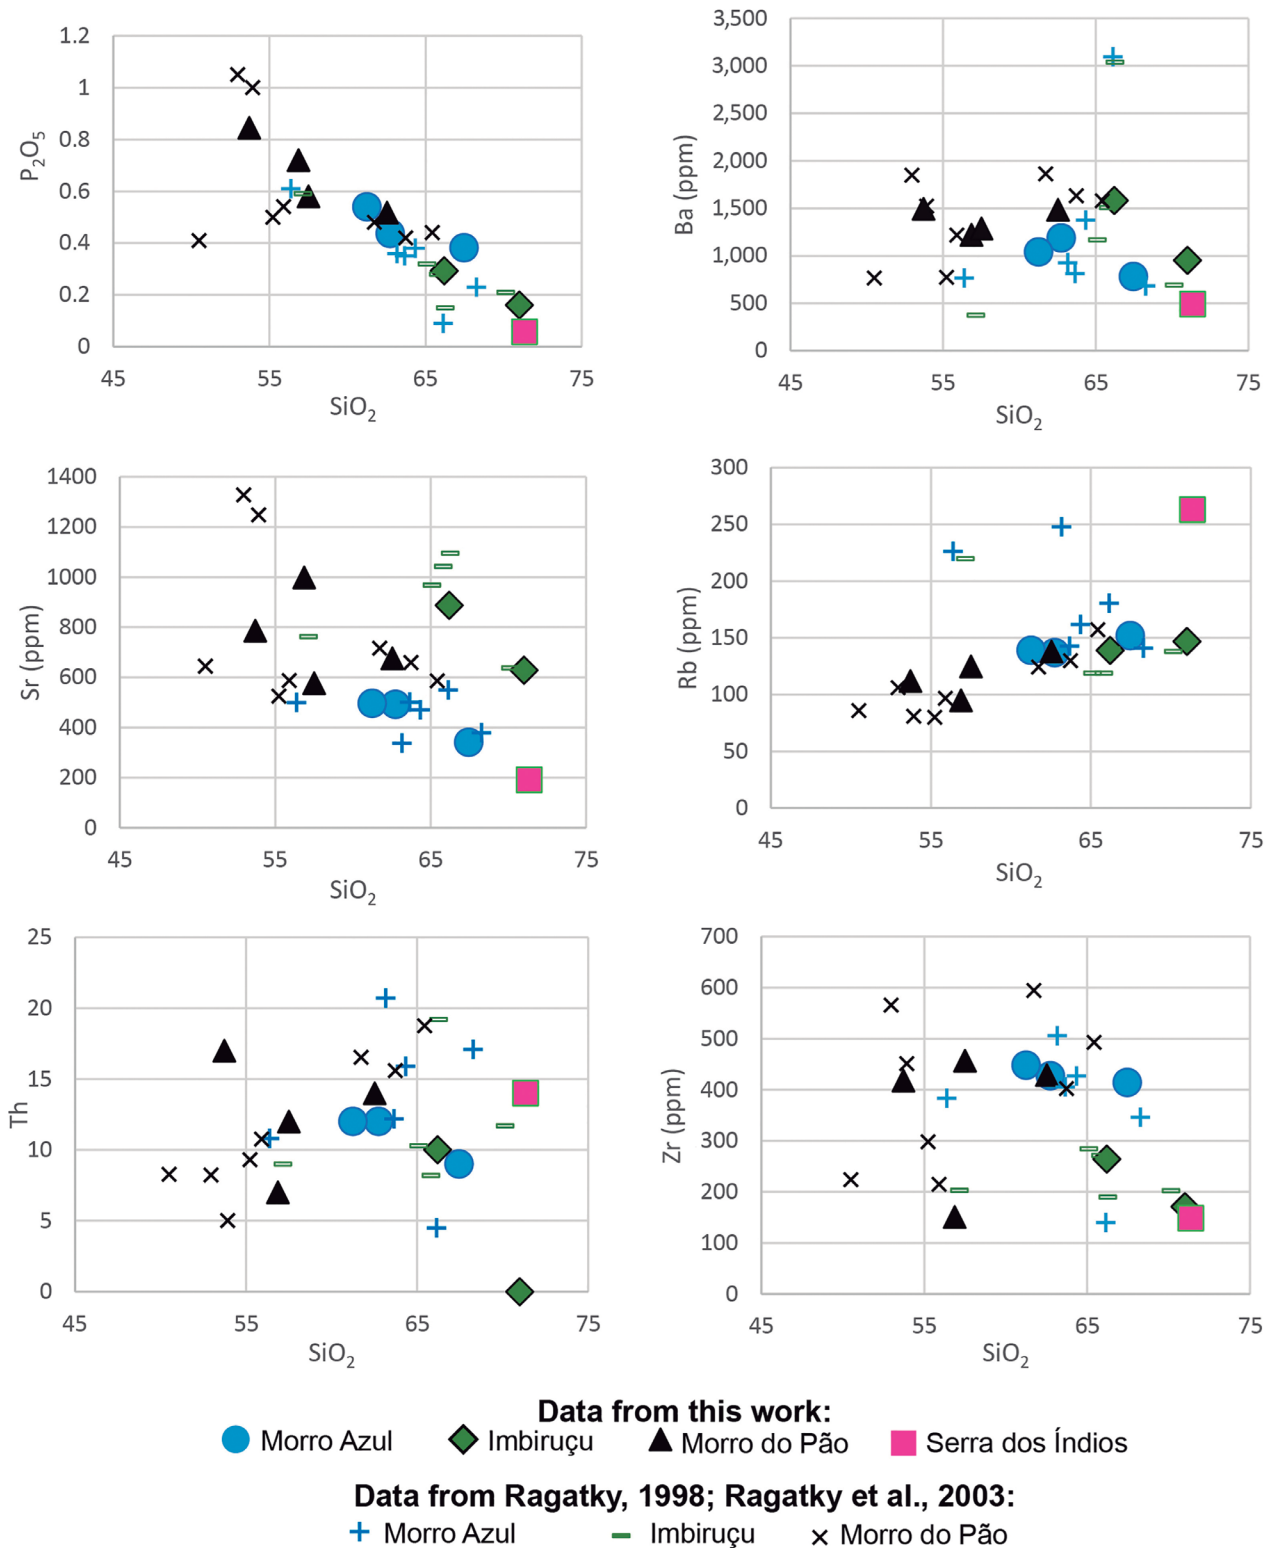 1.2
1
0.8
0.6
0.4
0.2
0
P₂O₅
45 55 65 75
SiO₂
3,500
3,000
2,500
2,000
1,500
1,000
500
0
Ba (ppm)
45 55 65 75
SiO₂
1400
1200
1000
800
600
400
200
0
Sr (ppm)
45 55 65 75
SiO₂
300
250
200
150
100
50
0
Rb (ppm)
45 55 65 75
SiO₂
25
20
15
10
5
0
Th
45 55 65 75
SiO₂
700
600
500
400
300
200
100
0
Zr (ppm)
45 55 65 75
SiO₂
Data from this work:
Morro Azul Imbiruçu Morro do Pão Serra dos Índios
Data from Ragatky, 1998; Ragatky et al., 2003:
Morro Azul Imbiruçu Morro do Pão